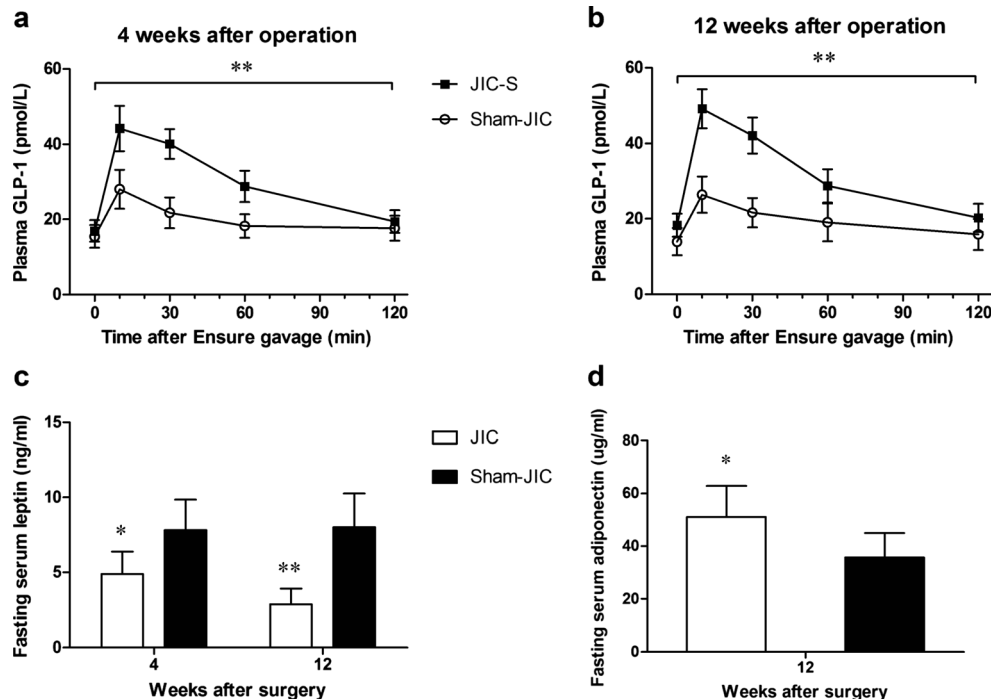 a
4 weeks after operation
Plasma GLP-1 (pmol/L)
60
40
20
0
**
0 30 60 90 120
Time after Ensure gavage (min)
JIC-S
Sham-JIC
b
12 weeks after operation
Plasma GLP-1 (pmol/L)
60
40
20
0
**
0 30 60 90 120
Time after Ensure gavage (min)
c
Fasting serum leptin (ng/ml)
15
10
5
0
*
**
4 12
Weeks after surgery
JIC
Sham-JIC
d
Fasting serum adiponectin (ug/ml)
80
60
40
20
0
*
12
Weeks after surgery